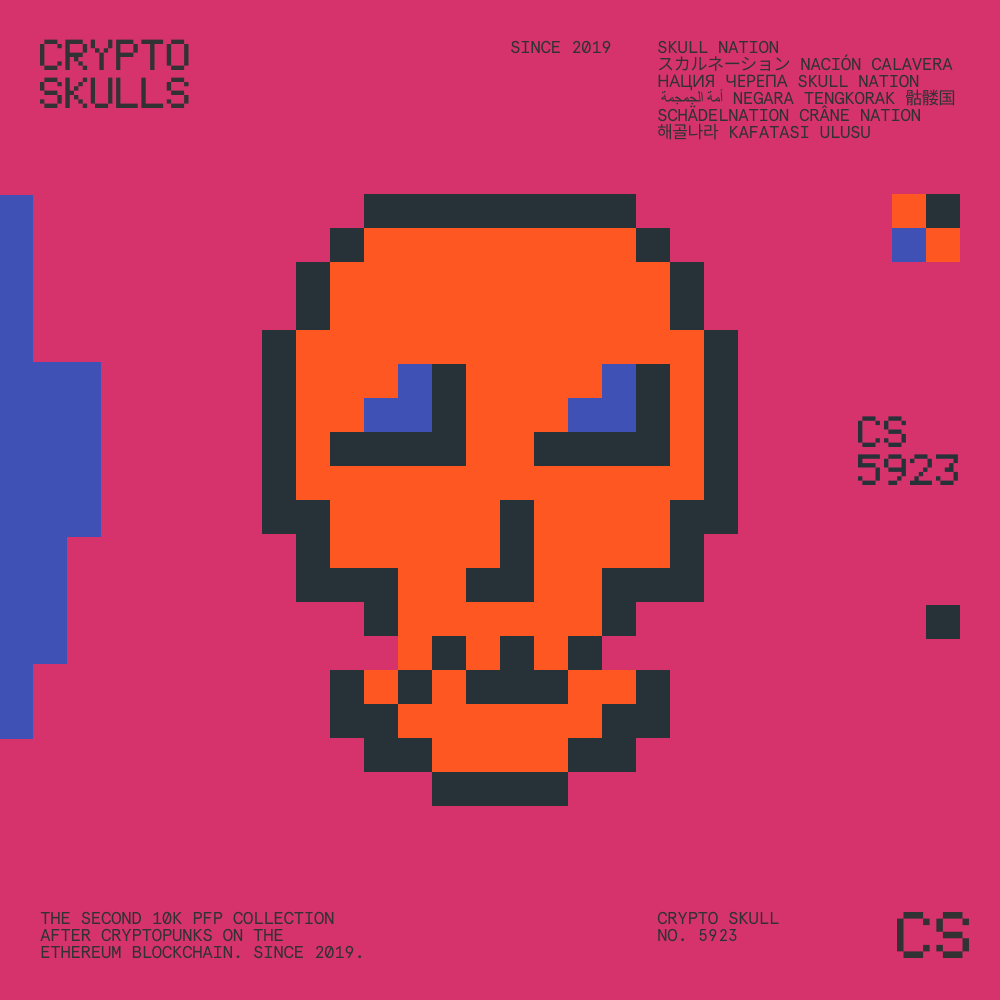 CRYPTO
SKULLS
SINCE 2019
SKULL NATION
スカルネーション NACIÓN CALAVERA
НАЦИЯ ЧЕРЕПА SKULL NATION
أمة الجمجمة NEGARA TENGKORAK 骷髅国
SCHÄDELNATION CRÂNE NATION
해골나라 KAFATASI ULUSU
CS
5923
THE SECOND 10K PFP COLLECTION
AFTER CRYPTOPUNKS ON THE
ETHEREUM BLOCKCHAIN. SINCE 2019.
CRYPTO SKULL
NO. 5923
CS